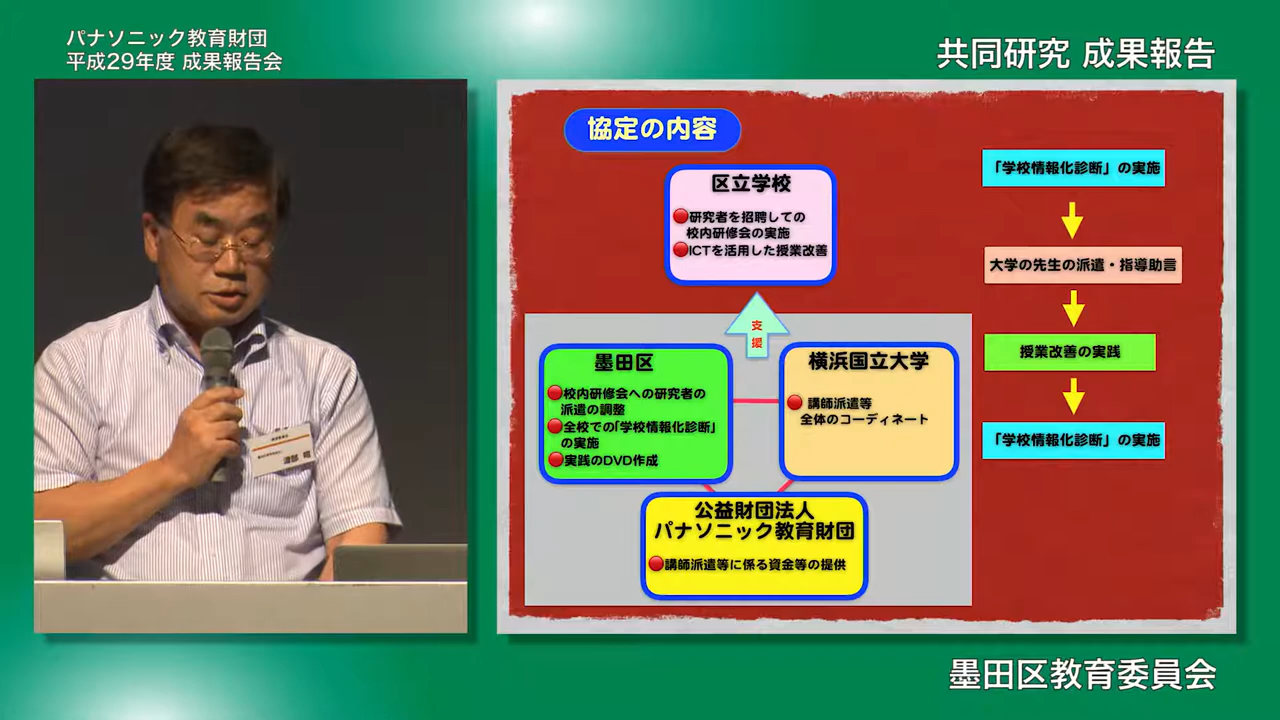 パナソニック教育財団
平成29年度 成果報告会
共同研究 成果報告
協定の内容
区立学校
研究者を招聘しての
校内研修会の実施
ICTを活用した授業改善
支
援
墨田区
校内研修会への研究者の
派遣の調整
全校での「学校情報化診断」
の実施
実践のDVD作成
横浜国立大学
講師派遣等
全体のコーディネート
公益財団法人
パナソニック教育財団
講師派遣等に係る資金等の提供
「学校情報化診断」の実施
大学の先生の派遣・指導助言
授業改善の実践
「学校情報化診断」の実施
墨田区教育委員会